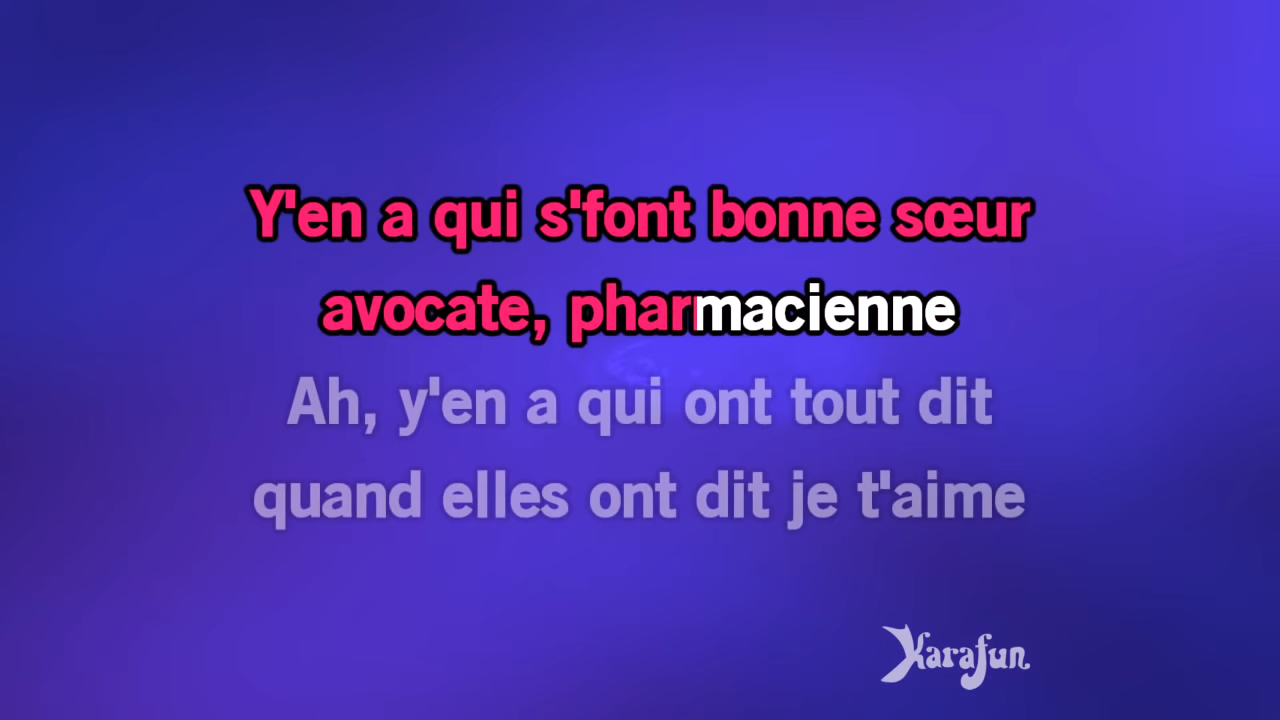 Y'en a qui s'font bonne sœur
avocate, pharmacienne
Ah, y'en a qui ont tout dit
quand elles ont dit je t'aime
Karafun